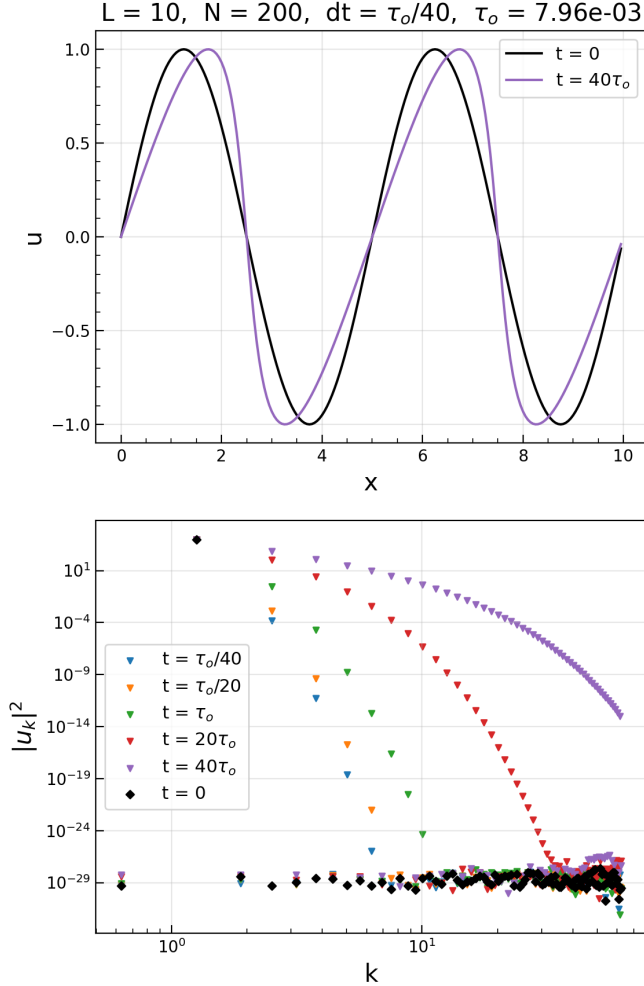 L = 10,  N = 200,  dt = τₒ/40,  τₒ = 7.96e-03
1.0
0.5
0.0
−0.5
−1.0
u
t = 0
t = 40τₒ
0
2
4
6
8
10
x
10¹
10⁻⁴
10⁻⁹
10⁻¹⁴
10⁻¹⁹
10⁻²⁴
10⁻²⁹
|uₖ|²
t = τₒ/40
t = τₒ/20
t = τₒ
t = 20τₒ
t = 40τₒ
t = 0
10⁰
10¹
k